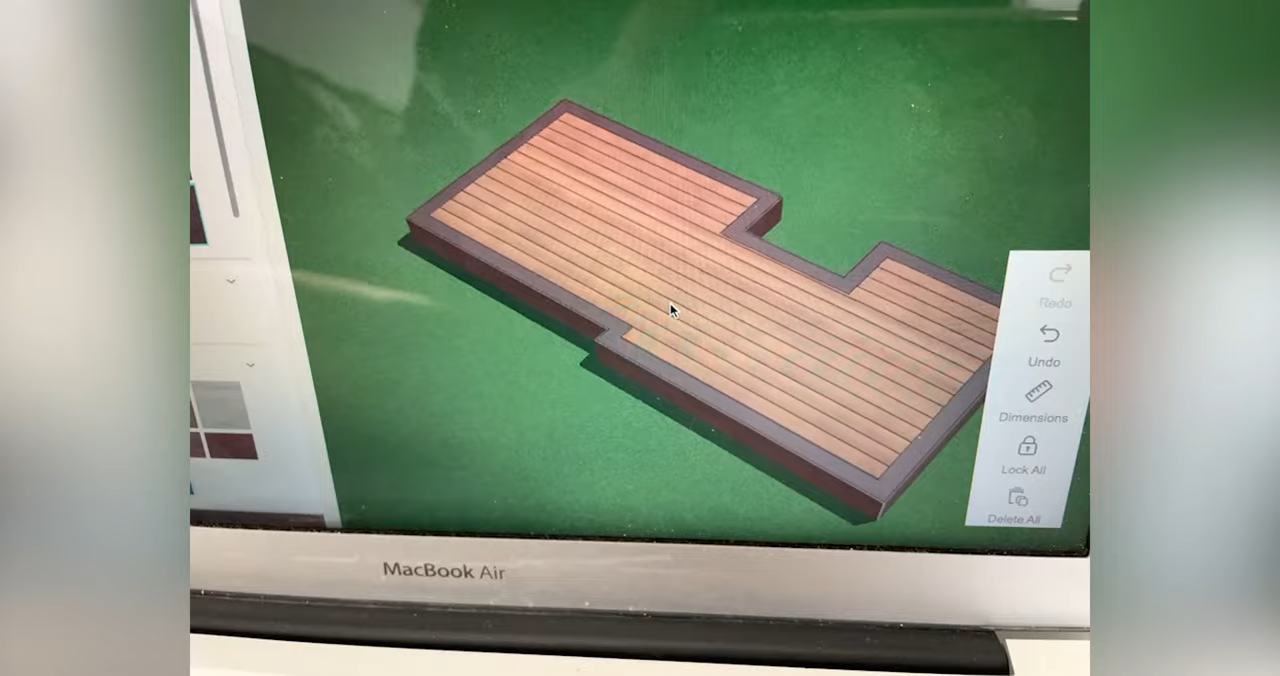 Redo
Undo
Dimensions
Lock All
Delete All
MacBook Air